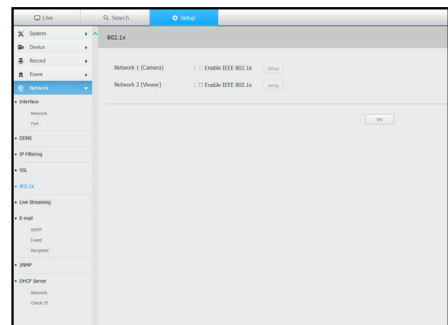 Live
Search
Setup
System
Device
Record
Event
Network
Interface
Network
Port
DDNS
IP Filtering
SSL
802.1x
Live Streaming
E-mail
SMTP
Event
Recipient
SNMP
DHCP Server
Network
Check IP
802.1x
Network 1 (Camera) : Enable IEEE 802.1x Setup
Network 2 (Viewer) : Enable IEEE 802.1x Setup
OK